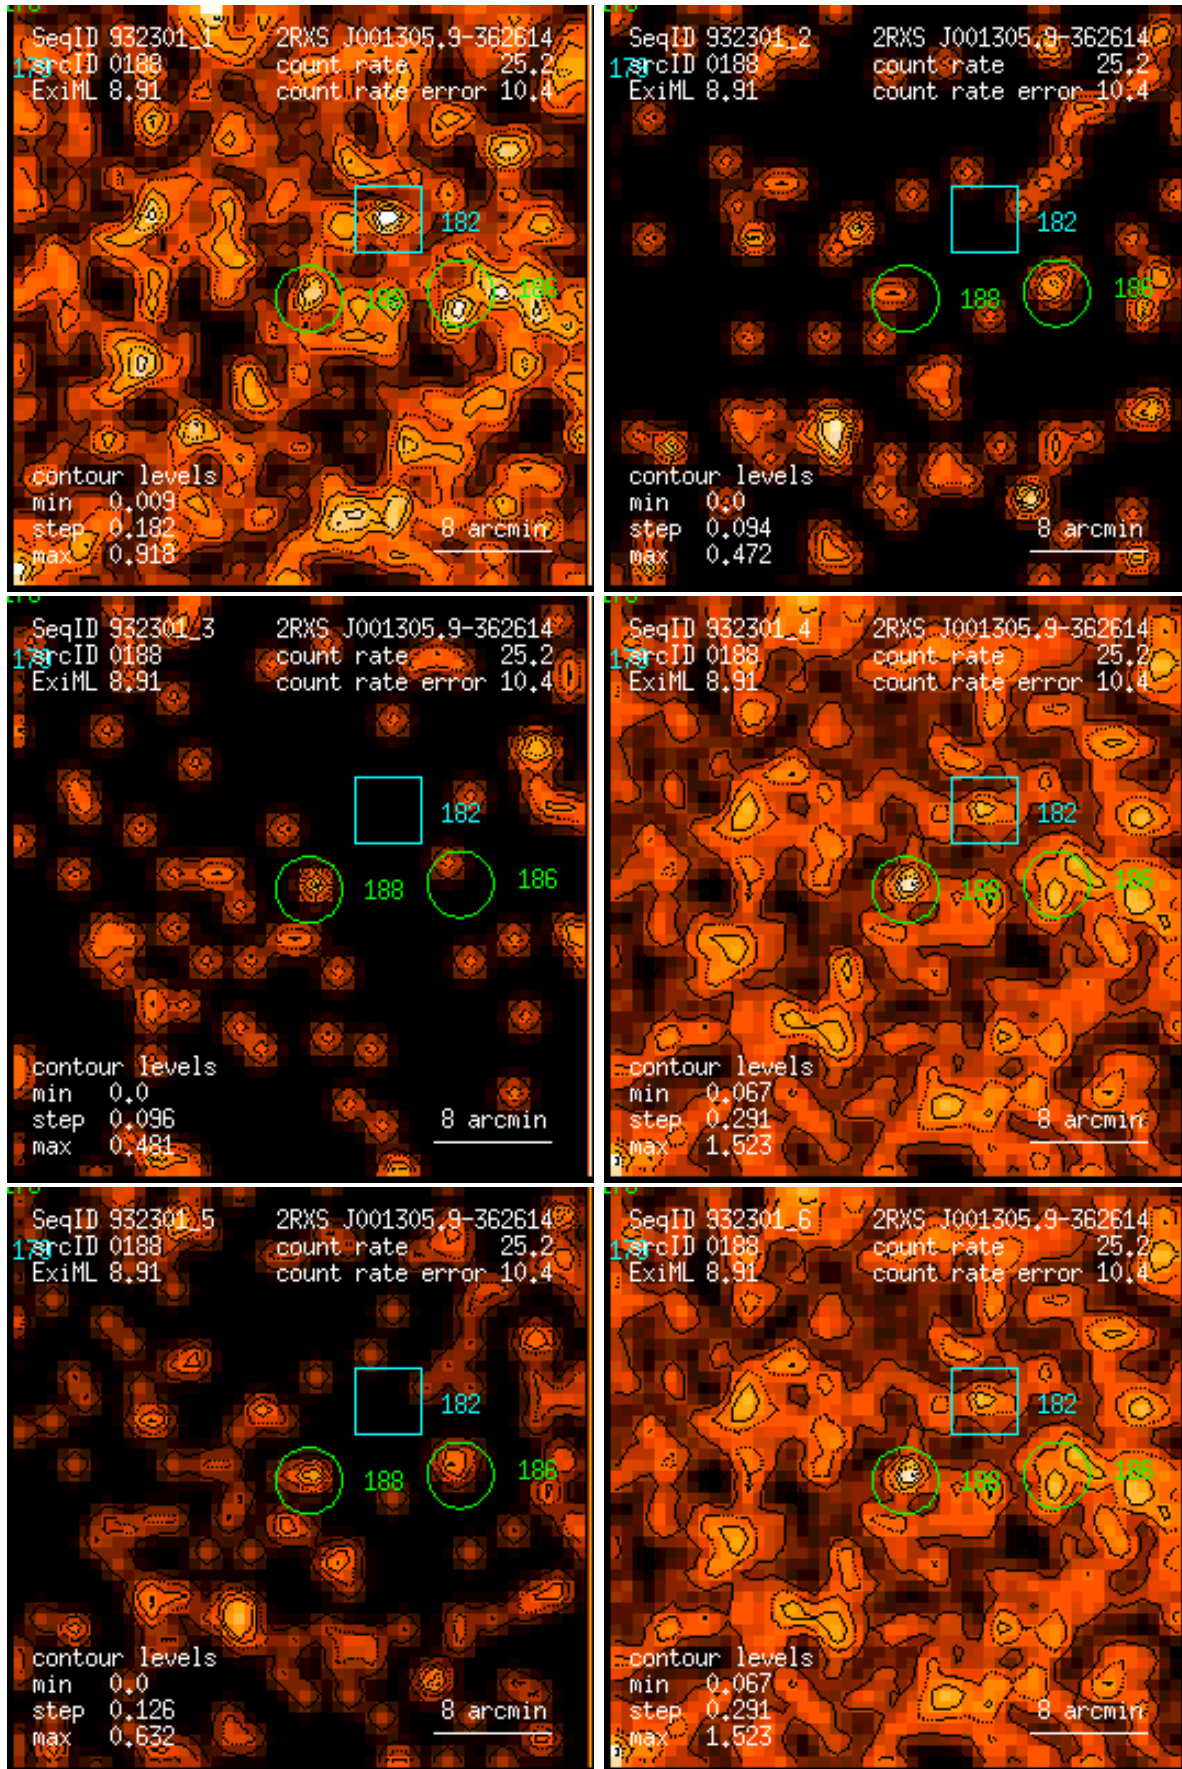 SeqID 932301_1 2RXS J001305.9-362614
179 srcID 0188 count rate 25.2
ExiML 8.91 count rate error 10.4
182
188 186
contour levels
min 0.009
step 0.182 8 arcmin
max 0.918
SeqID 932301_2 2RXS J001305.9-362614
179 srcID 0188 count rate 25.2
ExiML 8.91 count rate error 10.4
182
188 186
contour levels
min 0.0
step 0.094 8 arcmin
max 0.472
SeqID 932301_3 2RXS J001305.9-362614
179 srcID 0188 count rate 25.2
ExiML 8.91 count rate error 10.4
182
188 186
contour levels
min 0.0
step 0.096 8 arcmin
max 0.481
SeqID 932301_4 2RXS J001305.9-362614
179 srcID 0188 count rate 25.2
ExiML 8.91 count rate error 10.4
182
188 186
contour levels
min 0.067
step 0.291 8 arcmin
max 1.523
SeqID 932301_5 2RXS J001305.9-362614
179 srcID 0188 count rate 25.2
ExiML 8.91 count rate error 10.4
182
188 186
contour levels
min 0.0
step 0.126 8 arcmin
max 0.632
SeqID 932301_6 2RXS J001305.9-362614
179 srcID 0188 count rate 25.2
ExiML 8.91 count rate error 10.4
182
188 186
contour levels
min 0.067
step 0.291 8 arcmin
max 1.523